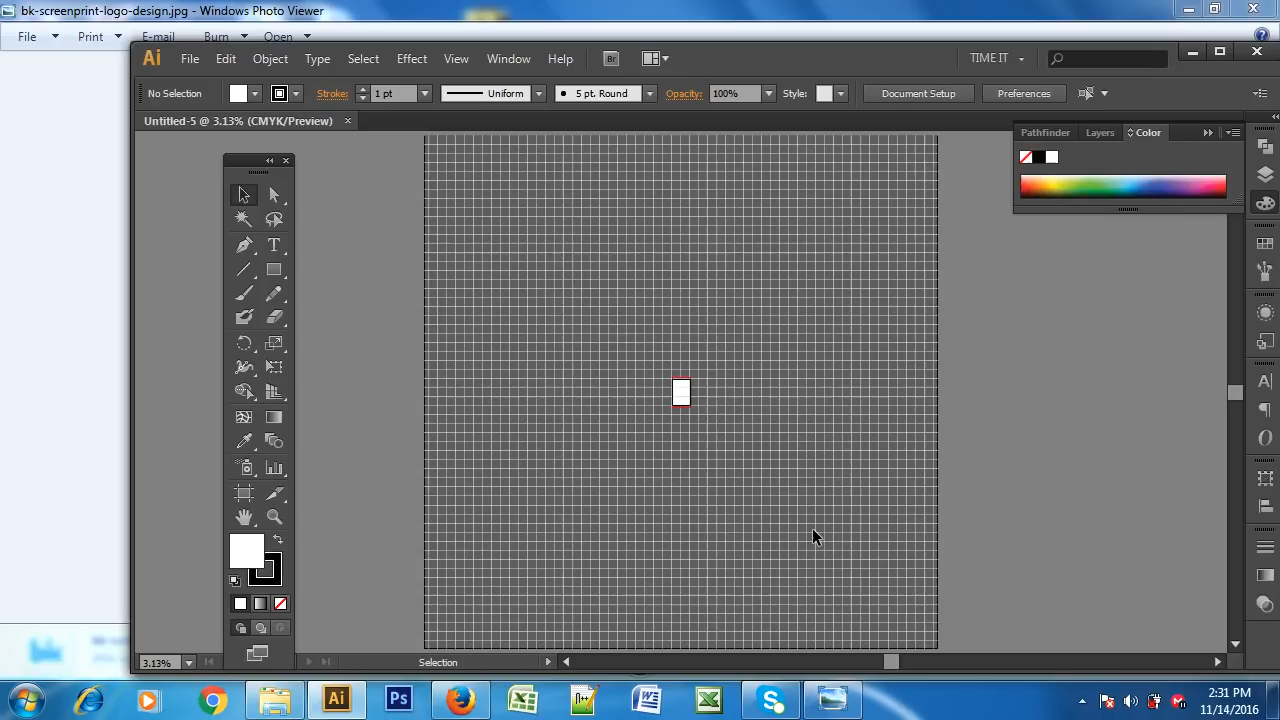 bk-screenprint-logo-design.jpg - Windows Photo Viewer
File Print E-mail Burn Open
Ai File Edit Object Type Select Effect View Window Help Br TIME IT
No Selection Stroke: 1 pt Uniform 5 pt. Round Opacity: 100% Style: Document Setup Preferences
Untitled-5 @ 3.13% (CMYK/Preview)
Pathfinder Layers Color
3.13% Selection
Ai Ps
2:31 PM
11/14/2016